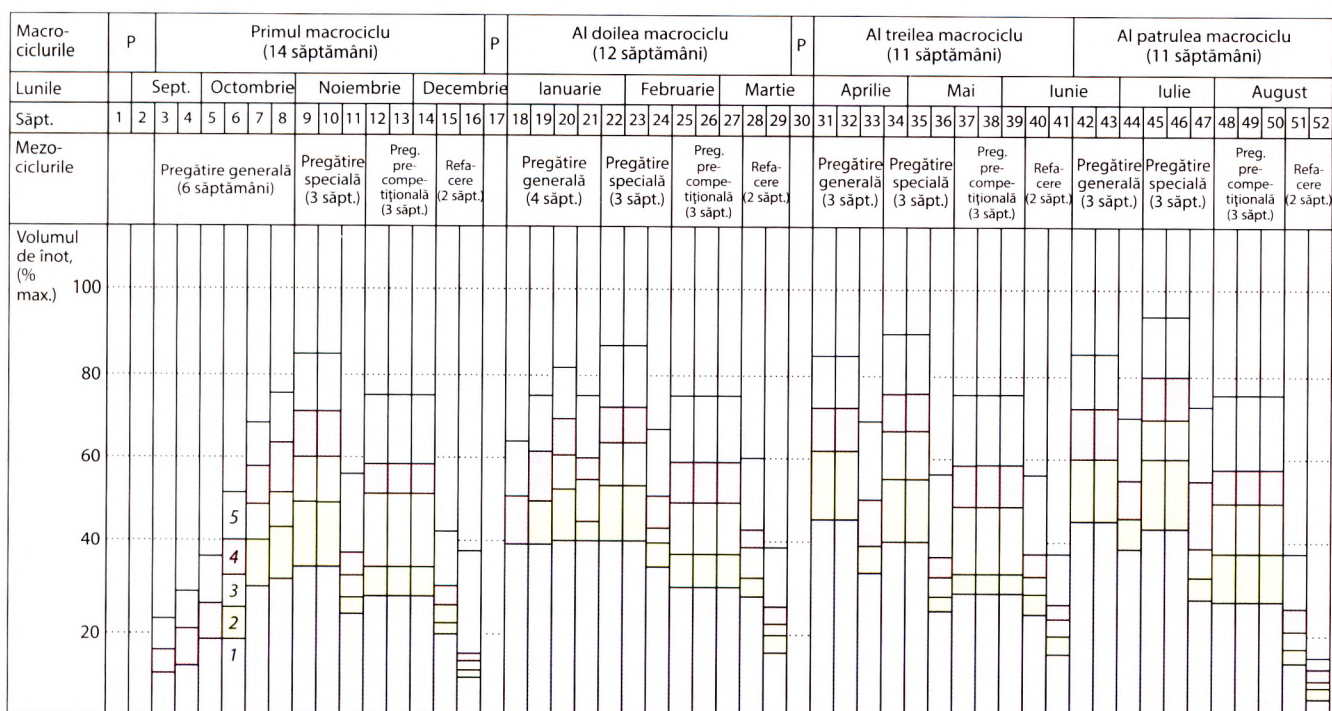 Macro-
ciclurile
P
Primul macrociclu
(14 săptămâni)
P
Al doilea macrociclu
(12 săptămâni)
P
Al treilea macrociclu
(11 săptămâni)
Al patrulea macrociclu
(11 săptămâni)
Lunile
Sept.
Octombrie
Noiembrie
Decembrie
Ianuarie
Februarie
Martie
Aprilie
Mai
Iunie
Iulie
August
Săpt.
1 2 3 4 5 6 7 8 9 10 11 12 13 14 15 16 17 18 19 20 21 22 23 24 25 26 27 28 29 30 31 32 33 34 35 36 37 38 39 40 41 42 43 44 45 46 47 48 49 50 51 52
Mezo-
ciclurile
Pregătire generală
(6 săptămâni)
Pregătire
specială
(3 săpt.)
Preg.
pre-
compe-
tițională
(3 săpt.)
Refa-
cere
(2 săpt.)
Pregătire
generală
(4 săpt.)
Pregătire
specială
(3 săpt.)
Preg.
pre-
compe-
tițională
(3 săpt.)
Refa-
cere
(2 săpt.)
Pregătire
generală
(3 săpt.)
Pregătire
specială
(3 săpt.)
Preg.
pre-
compe-
tițională
(3 săpt.)
Refa-
cere
(2 săpt.)
Pregătire
generală
(3 săpt.)
Pregătire
specială
(3 săpt.)
Preg.
pre-
compe-
tițională
(3 săpt.)
Refa-
cere
(2 săpt.)
Volumul
de înot,
(%
max.)
100
80
60
40
20
5
4
3
2
1